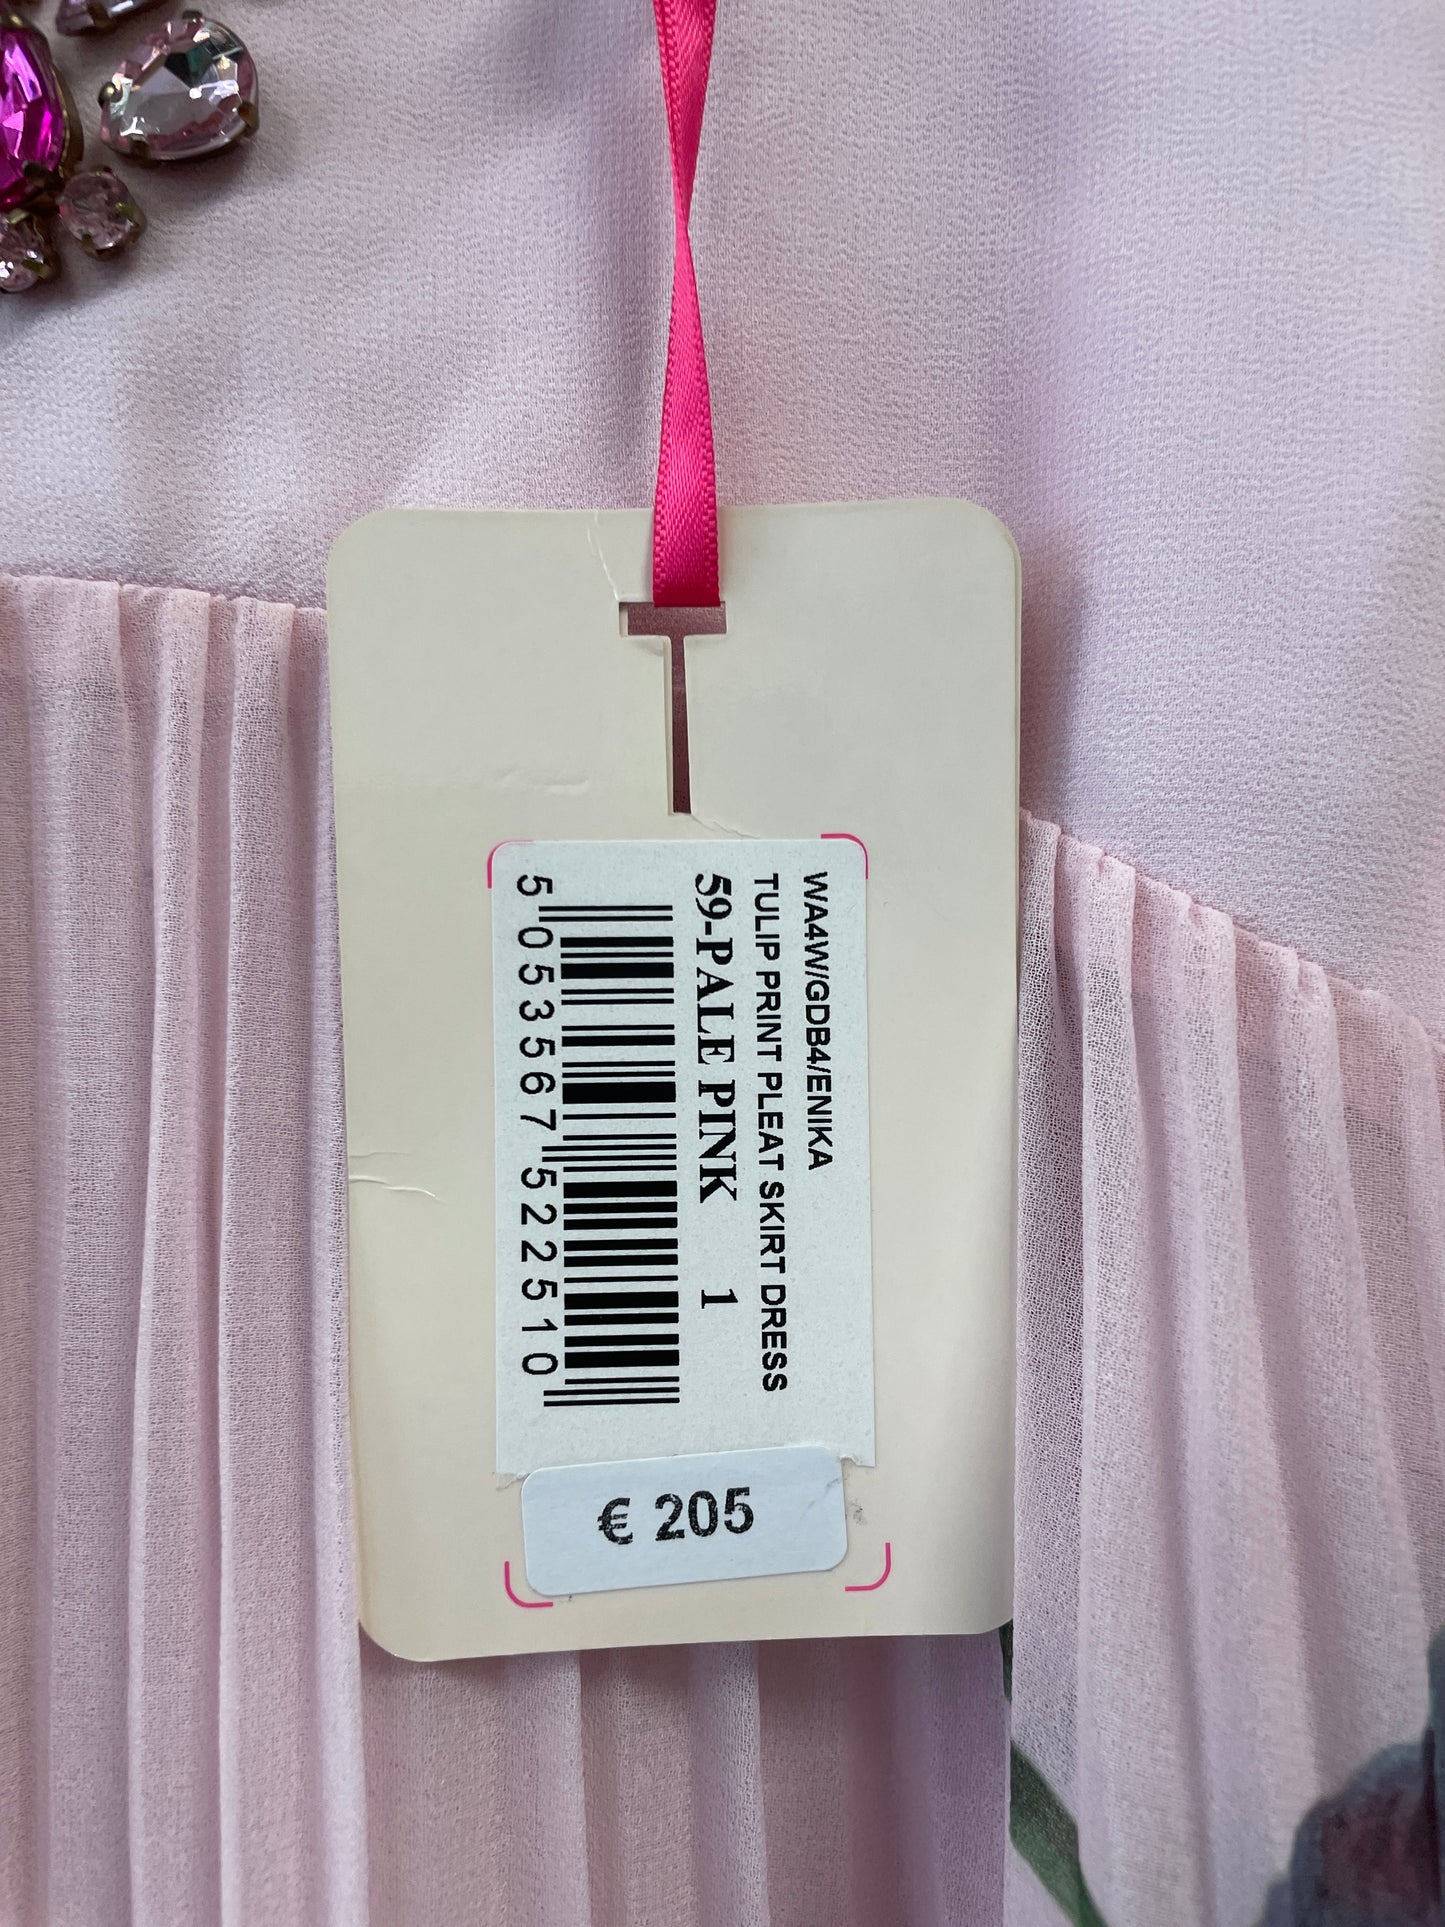 WA4W/GDB4/ENIKA
TULIP PRINT PLEAT SKIRT DRESS
59-PALE PINK 1
5 053567 522510
€ 205